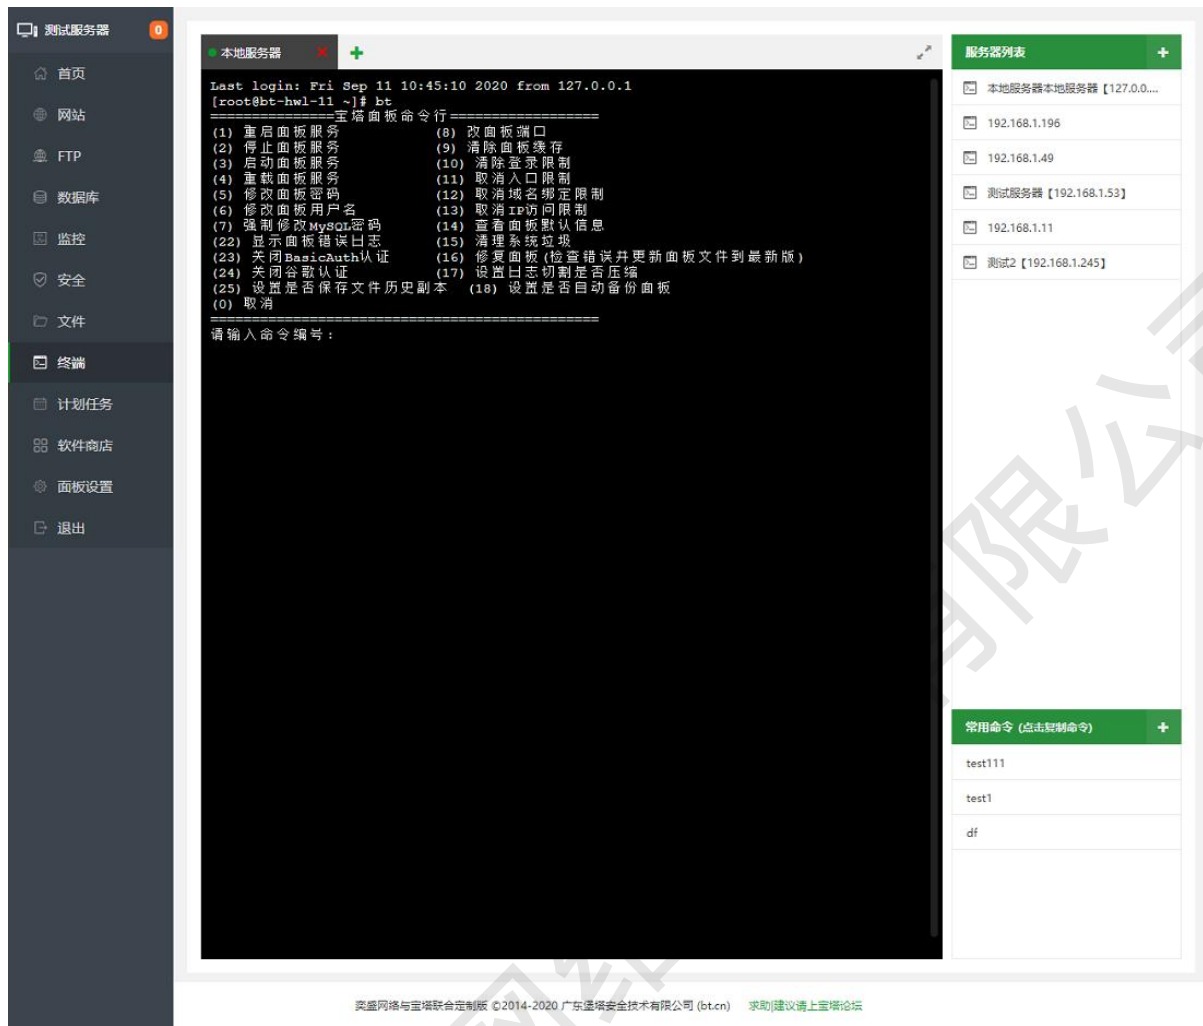 测试服务器 0
首页
网站
FTP
数据库
监控
安全
文件
终端
计划任务
软件商店
面板设置
退出
本地服务器
Last login: Fri Sep 11 10:45:10 2020 from 127.0.0.1
[root@bt-hwl-11 ~]# bt
===============宝塔面板命令行==================
(1) 重启面板服务 (8) 改面板端口
(2) 停止面板服务 (9) 清除面板缓存
(3) 启动面板服务 (10) 清除登录限制
(4) 重载面板服务 (11) 取消入口限制
(5) 修改面板密码 (12) 取消域名绑定限制
(6) 修改面板用户名 (13) 取消IP访问限制
(7) 强制修改MySQL密码 (14) 查看面板默认信息
(22) 显示面板错误日志 (15) 清理系统垃圾
(23) 关闭BasicAuth认证 (16) 修复面板(检查错误并更新面板文件到最新版)
(24) 关闭谷歌认证 (17) 设置日志切割是否压缩
(25) 设置是否保存文件历史副本 (18) 设置是否自动备份面板
(0) 取消
===============================================
请输入命令编号:
服务器列表
本地服务器本地服务器【127.0.0....
192.168.1.196
192.168.1.49
测试服务器【192.168.1.53】
192.168.1.11
测试2【192.168.1.245】
常用命令 (点击复制命令)
test111
test1
df
奕盛网络与宝塔联合定制版 ©2014-2020 广东堡塔安全技术有限公司 (bt.cn) 求助|建议请上宝塔论坛